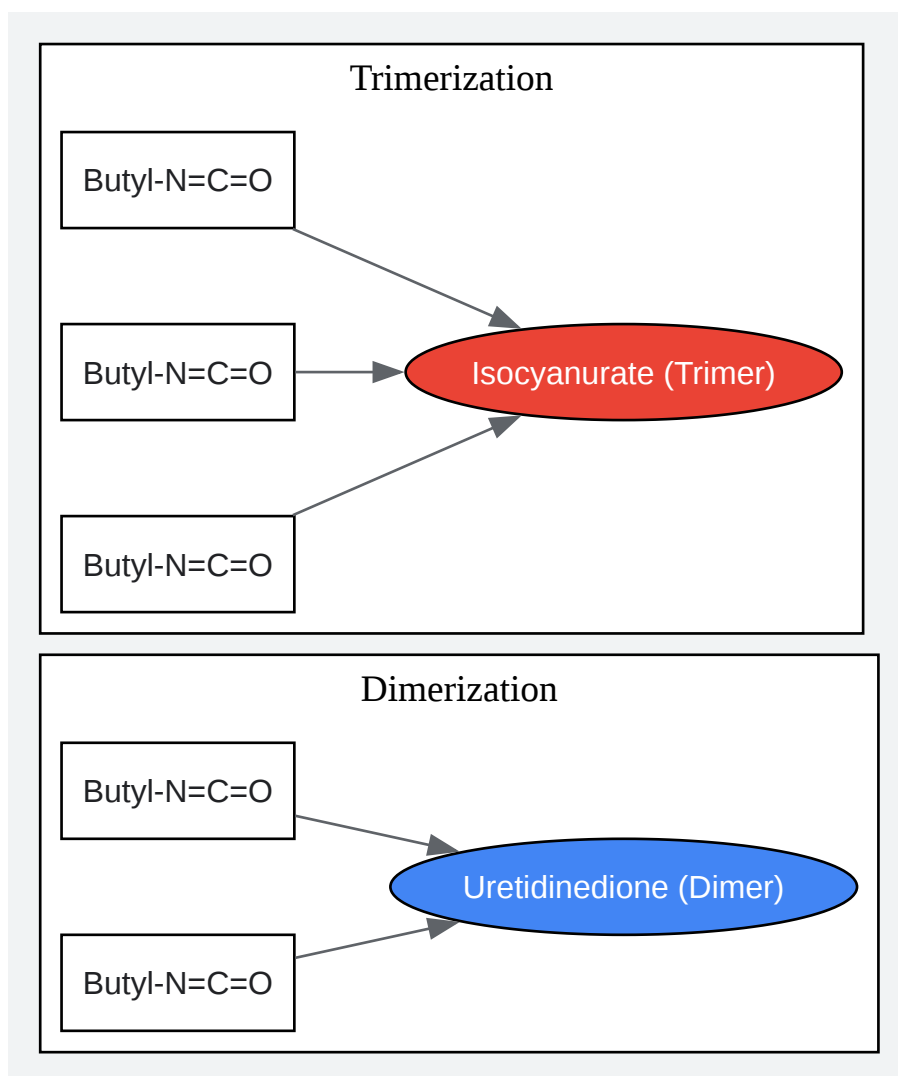 Trimerization
Butyl-N=C=O
Butyl-N=C=O
Isocyanurate (Trimer)
Butyl-N=C=O
Dimerization
Butyl-N=C=O
Uretidinedione (Dimer)
Butyl-N=C=O